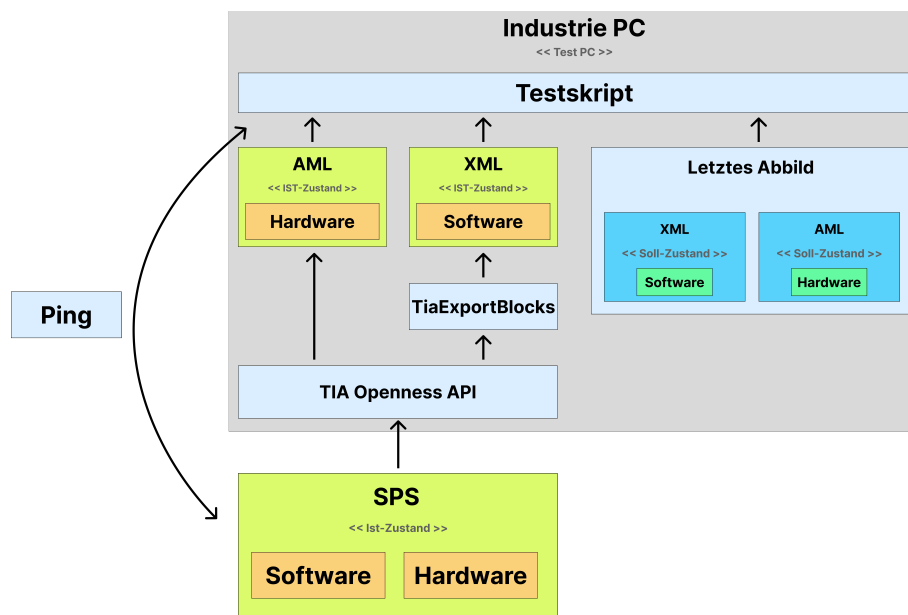 Industrie PC
<< Test PC >>
Testskript
AML
<< IST-Zustand >>
Hardware
XML
<< IST-Zustand >>
Software
Letztes Abbild
XML
<< Soll-Zustand >>
Software
AML
<< Soll-Zustand >>
Hardware
TiaExportBlocks
Ping
TIA Openness API
SPS
<< Ist-Zustand >>
Software
Hardware